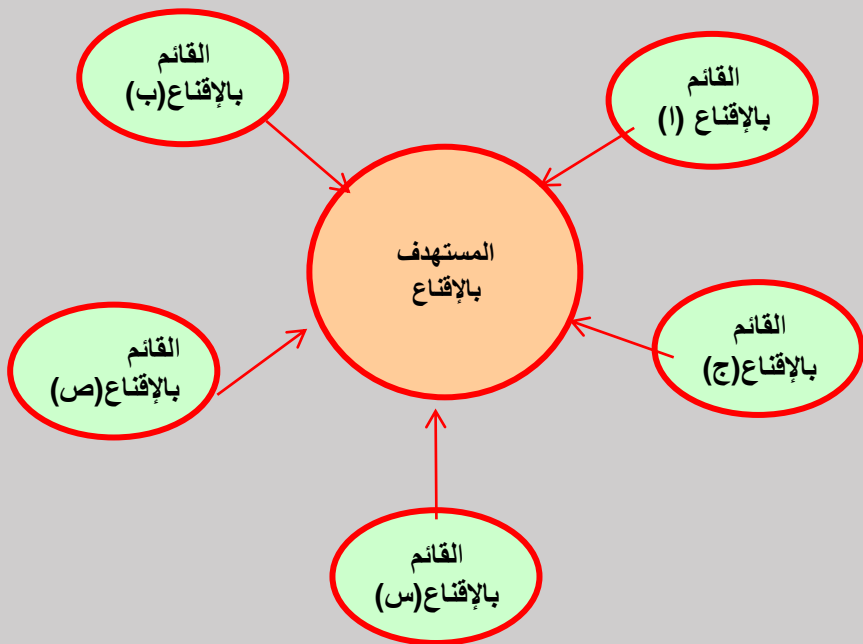 القائم
بالإقناع (ا)
القائم
بالإقناع(ب)
المستهدف
بالإقناع
القائم
بالإقناع(ج)
القائم
بالإقناع(ص)
القائم
بالإقناع(س)